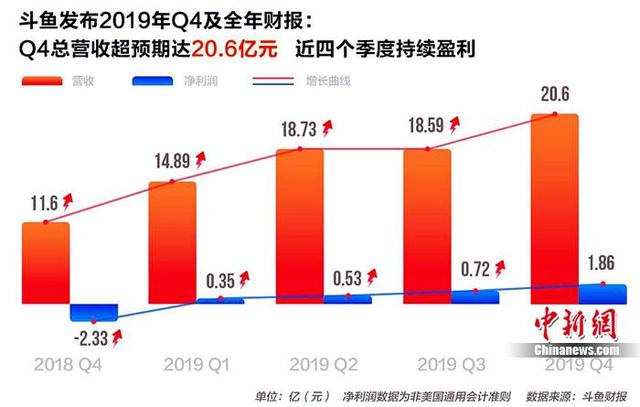 斗鱼发布2019年Q4及全年财报：
Q4总营收超预期达20.6亿元 近四个季度持续盈利
营收 净利润 增长曲线
20.6
18.73 18.59
14.89
11.6
0.35 0.53 0.72 1.86
-2.33
中新網
Chinanews.com
2018 Q4 2019 Q1 2019 Q2 2019 Q3 2019 Q4
单位：亿（元） 净利润数据为非美国通用会计准则 数据来源：斗鱼财报